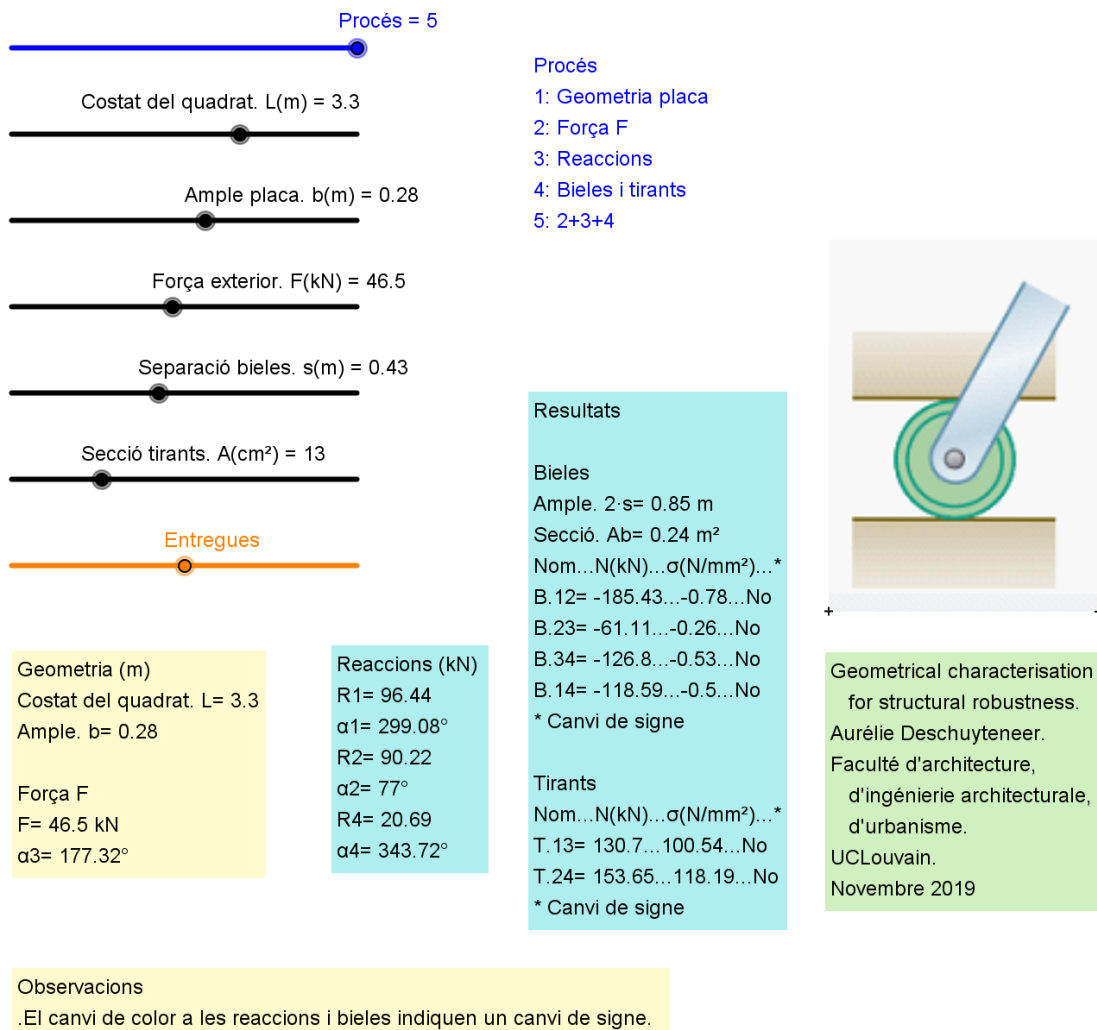 Procés = 5
Costat del quadrat. L(m) = 3.3
Ample placa. b(m) = 0.28
Força exterior. F(kN) = 46.5
Separació bieles. s(m) = 0.43
Secció tirants. A(cm²) = 13
Entregues
Procés
1: Geometria placa
2: Força F
3: Reaccions
4: Bieles i tirants
5: 2+3+4
Geometria (m)
Costat del quadrat. L= 3.3
Ample. b= 0.28
Força F
F= 46.5 kN
α3= 177.32°
Reaccions (kN)
R1= 96.44
α1= 299.08°
R2= 90.22
α2= 77°
R4= 20.69
α4= 343.72°
Resultats
Bieles
Ample. 2·s= 0.85 m
Secció. Ab= 0.24 m²
Nom...N(kN)...σ(N/mm²)...*
B.12= -185.43...-0.78...No
B.23= -61.11...-0.26...No
B.34= -126.8...-0.53...No
B.14= -118.59...-0.5...No
* Canvi de signe
Tirants
Nom...N(kN)...σ(N/mm²)...*
T.13= 130.7...100.54...No
T.24= 153.65...118.19...No
* Canvi de signe
Geometrical characterisation
for structural robustness.
Aurélie Deschuyteneer.
Faculté d'architecture,
d'ingénierie architecturale,
d'urbanisme.
UCLouvain.
Novembre 2019
Observacions
.El canvi de color a les reaccions i bieles indiquen un canvi de signe.